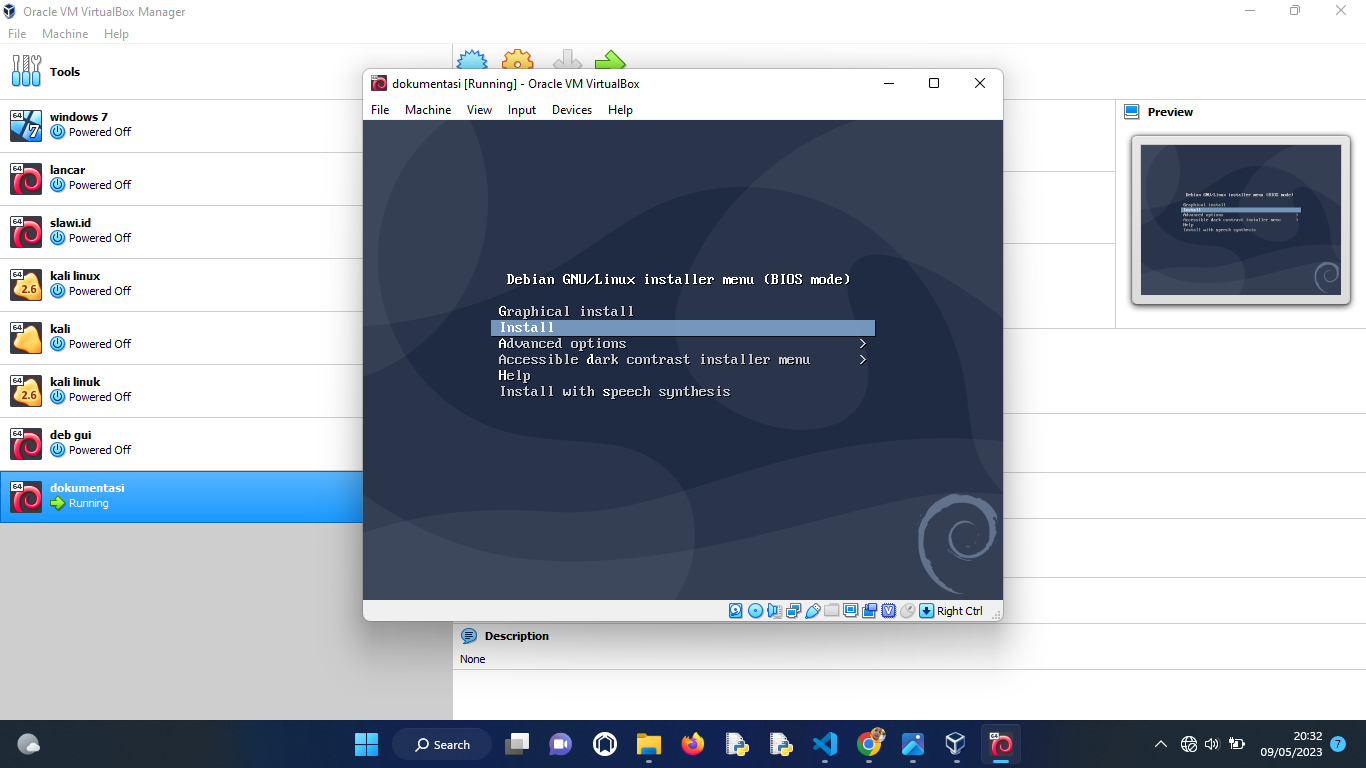 Oracle VM VirtualBox Manager
File Machine Help
Tools
64
7
windows 7
Powered Off
64
lancar
Powered Off
64
slawi.id
Powered Off
64
2.6
kali linux
Powered Off
64
kali
Powered Off
64
2.6
kali linuk
Powered Off
64
deb gui
Powered Off
64
dokumentasi
Running
64
dokumentasi [Running] - Oracle VM VirtualBox
File Machine View Input Devices Help
Debian GNU/Linux installer menu (BIOS mode)
Graphical install
Install
Advanced options >
Accessible dark contrast installer menu >
Help
Install with speech synthesis
Right Ctrl
Preview
Debian GNU/Linux installer menu (BIOS mode)
Graphical install
Install
Advanced options >
Accessible dark contrast installer menu >
Help
Install with speech synthesis
Description
None
Search
64
20:32
09/05/2023
7